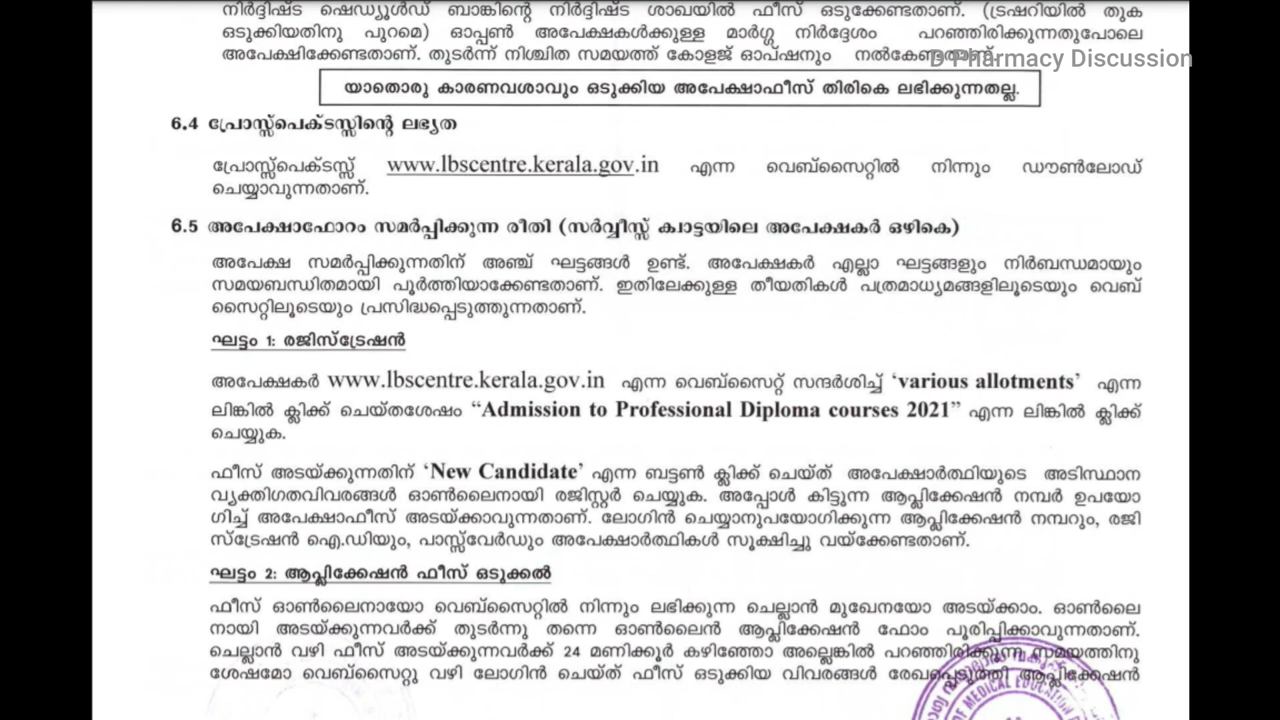 നിർദ്ദിഷ്ട ഷെഡ്യൂൾഡ് ബാങ്കിന്റെ നിർദ്ദിഷ്ട ശാഖയിൽ ഫീസ് ഒടുക്കേണ്ടതാണ്. (ട്രഷറിയിൽ തുക
ഒടുക്കിയതിനു പുറമെ) ഓപ്പൺ അപേക്ഷകൾക്കുള്ള മാർഗ്ഗ നിർദ്ദേശം പറഞ്ഞിരിക്കുന്നതുപോലെ
അപേക്ഷിക്കേണ്ടതാണ്. തുടർന്ന് നിശ്ചിത സമയത്ത് കോളജ് ഓപ്ഷനും നൽകേണ്ടതാണ്.
D Pharmacy Discussion
യാതൊരു കാരണവശാവും ഒടുക്കിയ അപേക്ഷാഫീസ് തിരികെ ലഭിക്കുന്നതല്ല.
6.4 പ്രോസ്സ്പെക്ടസ്സിന്റെ ലഭ്യത
പ്രോസ്സ്പെക്ടസ്സ് www.lbscentre.kerala.gov.in എന്ന വെബ്സൈറ്റിൽ നിന്നും ഡൗൺലോഡ്
ചെയ്യാവുന്നതാണ്.
6.5 അപേക്ഷാഫോറം സമർപ്പിക്കുന്ന രീതി (സർവ്വീസ്സ് ക്വാട്ടയിലെ അപേക്ഷകർ ഒഴികെ)
അപേക്ഷ സമർപ്പിക്കുന്നതിന് അഞ്ച് ഘട്ടങ്ങൾ ഉണ്ട്. അപേക്ഷകർ എല്ലാ ഘട്ടങ്ങളും നിർബന്ധമായും
സമയബന്ധിതമായി പൂർത്തിയാക്കേണ്ടതാണ്. ഇതിലേക്കുള്ള തീയതികൾ പത്രമാധ്യമങ്ങളിലൂടെയും വെബ്
സൈറ്റിലൂടെയും പ്രസിദ്ധപ്പെടുത്തുന്നതാണ്.
ഘട്ടം 1: രജിസ്ട്രേഷൻ
അപേക്ഷകർ www.lbscentre.kerala.gov.in എന്ന വെബ്സൈറ്റ് സന്ദർശിച്ച് ‘various allotments’ എന്ന
ലിങ്കിൽ ക്ലിക്ക് ചെയ്തശേഷം “Admission to Professional Diploma courses 2021” എന്ന ലിങ്കിൽ ക്ലിക്ക്
ചെയ്യുക.
ഫീസ് അടയ്ക്കുന്നതിന് ‘New Candidate’ എന്ന ബട്ടൺ ക്ലിക്ക് ചെയ്ത് അപേക്ഷാർത്ഥിയുടെ അടിസ്ഥാന
വ്യക്തിഗതവിവരങ്ങൾ ഓൺലൈനായി രജിസ്റ്റർ ചെയ്യുക. അപ്പോൾ കിട്ടുന്ന ആപ്ലിക്കേഷൻ നമ്പർ ഉപയോ
ഗിച്ച് അപേക്ഷാഫീസ് അടയ്ക്കാവുന്നതാണ്. ലോഗിൻ ചെയ്യാനുപയോഗിക്കുന്ന ആപ്ലിക്കേഷൻ നമ്പറും, രജി
സ്ട്രേഷൻ ഐ.ഡിയും, പാസ്സ്വേർഡും അപേക്ഷാർത്ഥികൾ സൂക്ഷിച്ചു വയ്ക്കേണ്ടതാണ്.
ഘട്ടം 2: ആപ്ലിക്കേഷൻ ഫീസ് ഒടുക്കൽ
ഫീസ് ഓൺലൈനായോ വെബ്സൈറ്റിൽ നിന്നും ലഭിക്കുന്ന ചെല്ലാൻ മുഖേനയോ അടയ്ക്കാം. ഓൺലൈ
നായി അടയ്ക്കുന്നവർക്ക് തുടർന്നു തന്നെ ഓൺലൈൻ ആപ്ലിക്കേഷൻ ഫോം പൂരിപ്പിക്കാവുന്നതാണ്.
ചെല്ലാൻ വഴി ഫീസ് അടയ്ക്കുന്നവർക്ക് 24 മണിക്കൂർ കഴിഞ്ഞോ അല്ലെങ്കിൽ പറഞ്ഞിരിക്കുന്ന സമയത്തിനു
ശേഷമോ വെബ്സൈറ്റു വഴി ലോഗിൻ ചെയ്ത് ഫീസ് ഒടുക്കിയ വിവരങ്ങൾ രേഖപ്പെടുത്തി ആപ്ലിക്കേഷൻ
OF MEDICAL EDUCATION